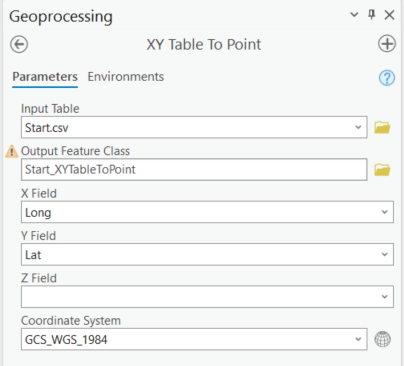 Geoprocessing
XY Table To Point
Parameters Environments
Input Table
Start.csv
Output Feature Class
Start_XYTableToPoint
X Field
Long
Y Field
Lat
Z Field
Coordinate System
GCS_WGS_1984